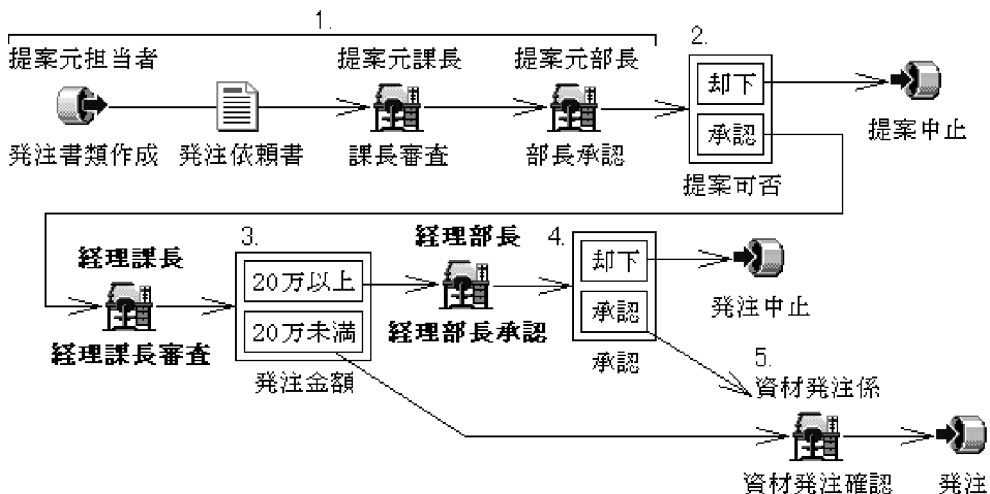 1.
提案元担当者
提案元課長
提案元部長
2.
却下
承認
提案可否
提案中止
発注書類作成
発注依頼書
課長審査
部長承認
経理課長
経理課長審査
3.
20万以上
20万未満
発注金額
経理部長
経理部長承認
4.
却下
承認
承認
発注中止
5.
資材発注係
資材発注確認
発注